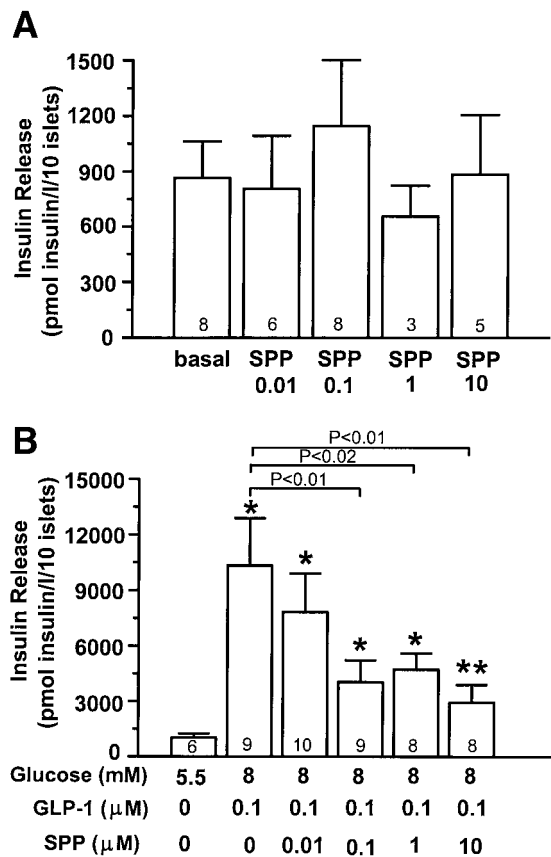 A
Insulin Release
(pmol insulin/l/10 islets)
1500
1200
900
600
300
0
8 6 8 3 5
basal SPP SPP SPP SPP
0.01 0.1 1 10
B
P<0.01
P<0.02
P<0.01
Insulin Release
(pmol insulin/l/10 islets)
15000
12000
9000
6000
3000
0
* * * * **
6 9 10 9 8 8
Glucose (mM) 5.5 8 8 8 8 8
GLP-1 (μM) 0 0.1 0.1 0.1 0.1 0.1
SPP (μM) 0 0 0.01 0.1 1 10